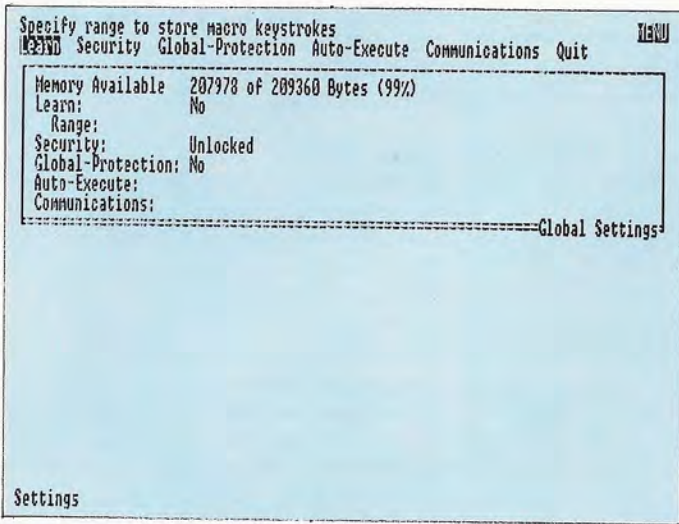 Specify range to store macro keystrokes MENU
Learn Security Global-Protection Auto-Execute Communications Quit
Memory Available 207978 of 209360 Bytes (99%)
Learn: No
Range:
Security: Unlocked
Global-Protection: No
Auto-Execute:
Communications:
Global Settings
Settings